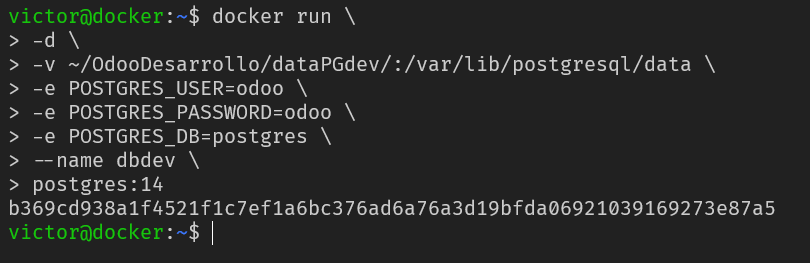 victor@docker:~$ docker run \
> -d \
> -v ~/OdooDesarrollo/dataPGdev/:/var/lib/postgresql/data \
> -e POSTGRES_USER=odoo \
> -e POSTGRES_PASSWORD=odoo \
> -e POSTGRES_DB=postgres \
> --name dbdev \
> postgres:14
b369cd938a1f4521f1c7ef1a6bc376ad6a76a3d19bfda06921039169273e87a5
victor@docker:~$